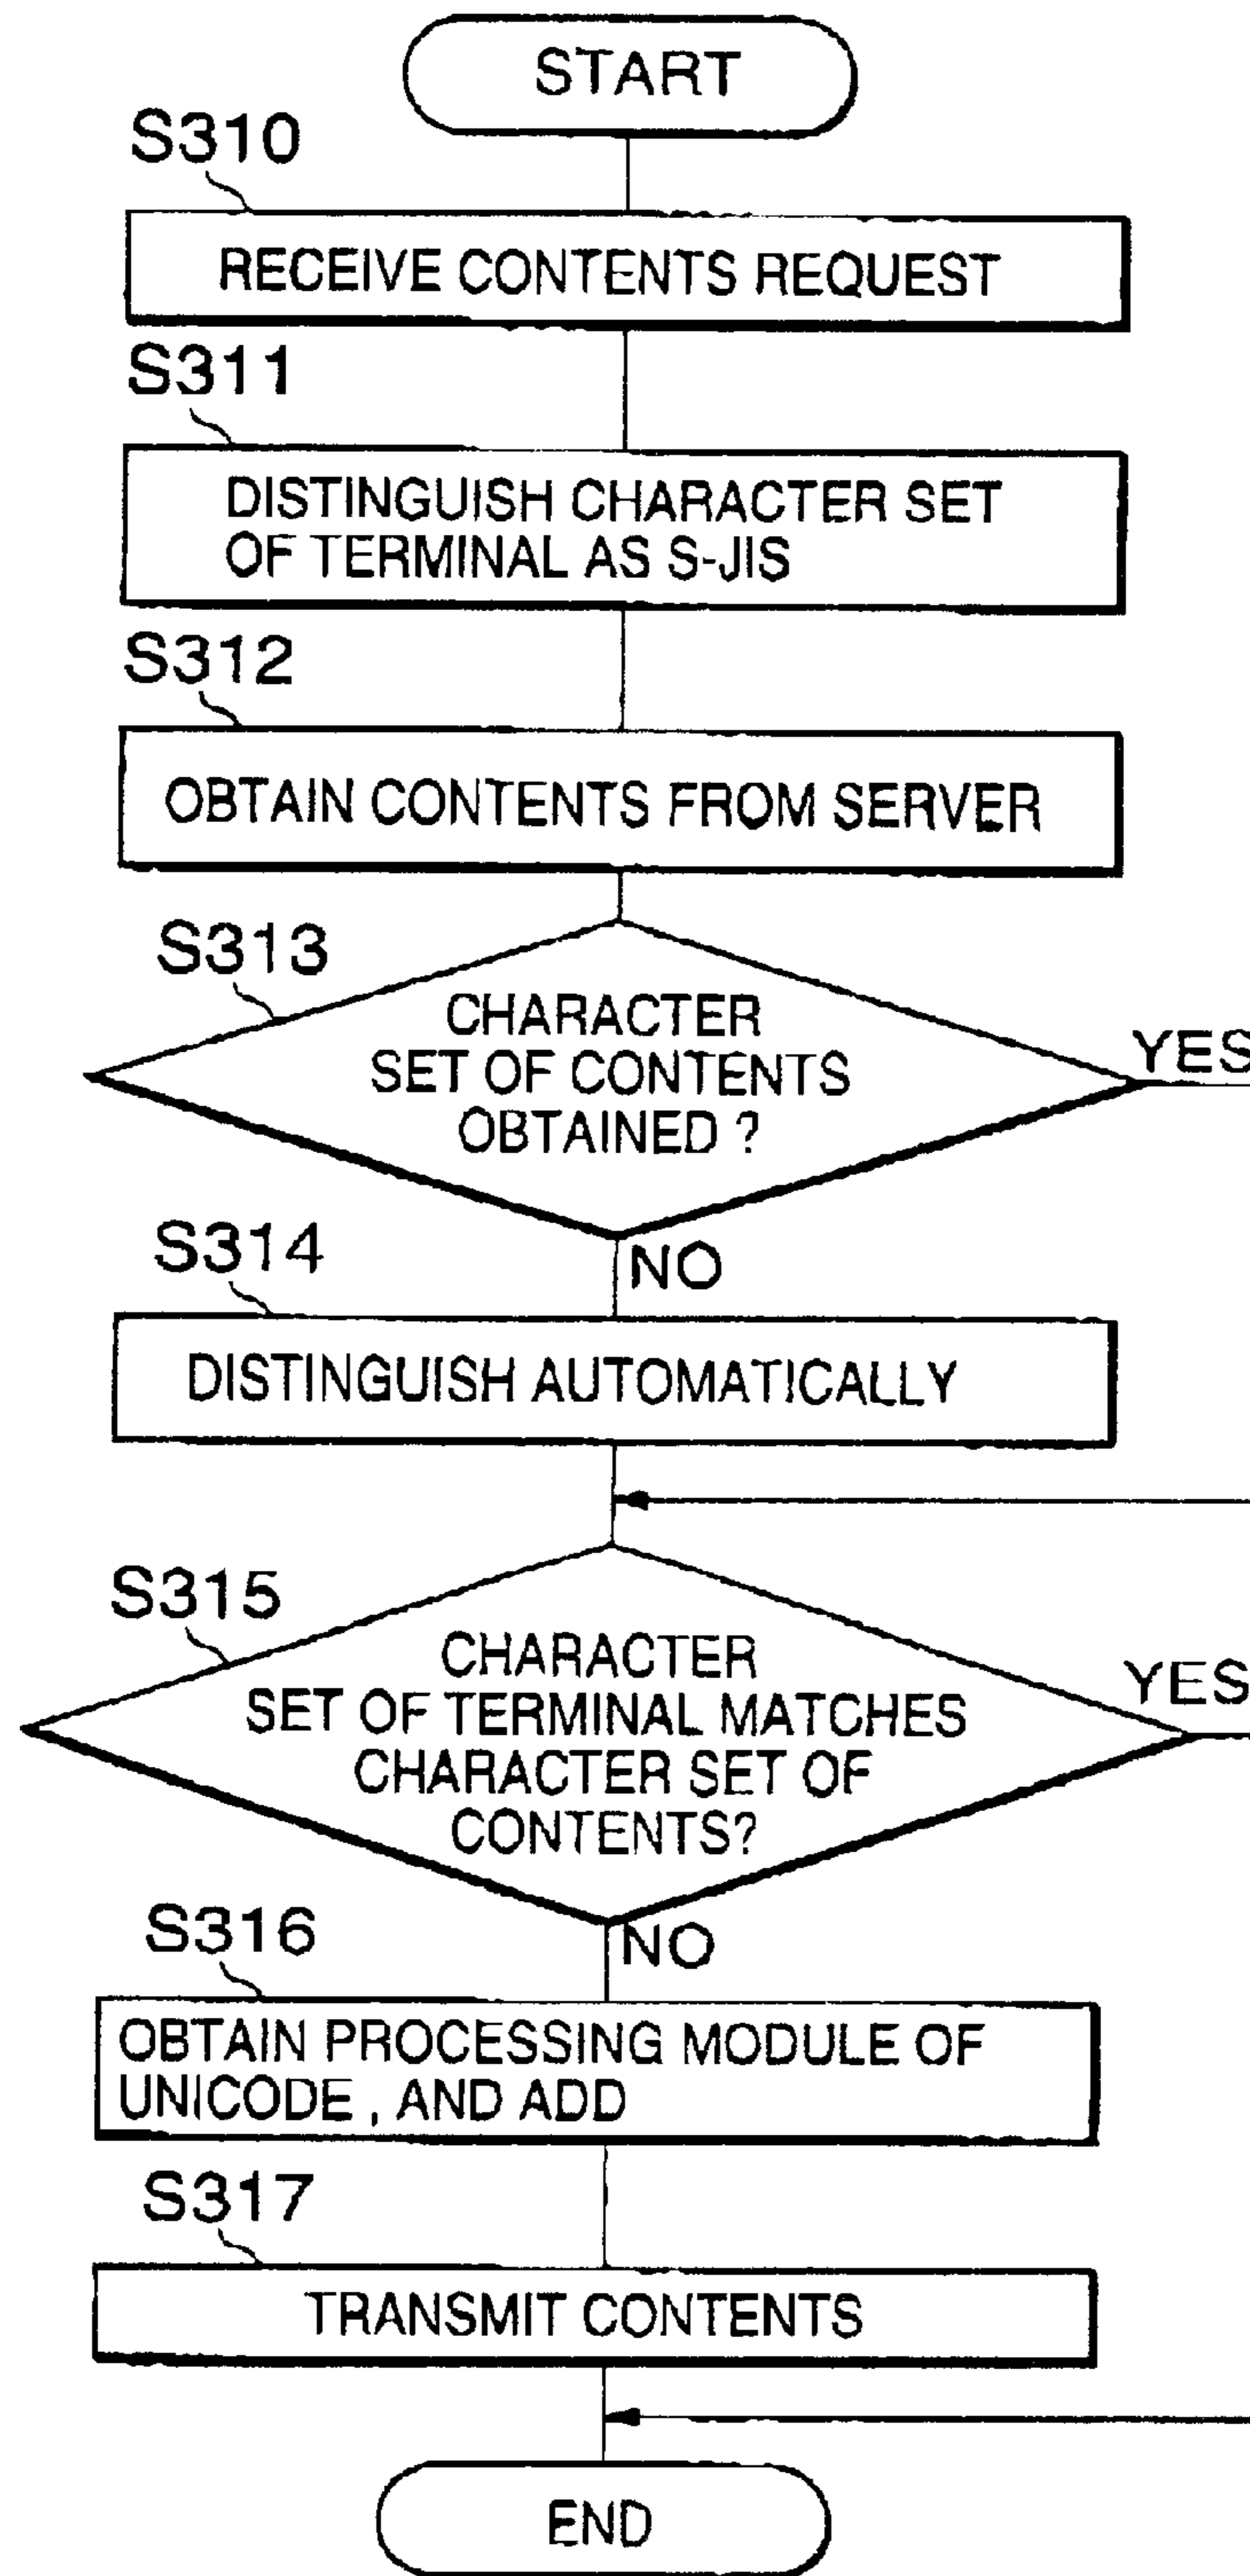 START
S310
RECEIVE CONTENTS REQUEST
S311
DISTINGUISH CHARACTER SET
OF TERMINAL AS S-JIS
S312
OBTAIN CONTENTS FROM SERVER
S313
CHARACTER
SET OF CONTENTS
OBTAINED ?
YES
NO
S314
DISTINGUISH AUTOMATICALLY
S315
CHARACTER
SET OF TERMINAL MATCHES
CHARACTER SET OF
CONTENTS?
YES
NO
S316
OBTAIN PROCESSING MODULE OF
UNICODE , AND ADD
S317
TRANSMIT CONTENTS
END